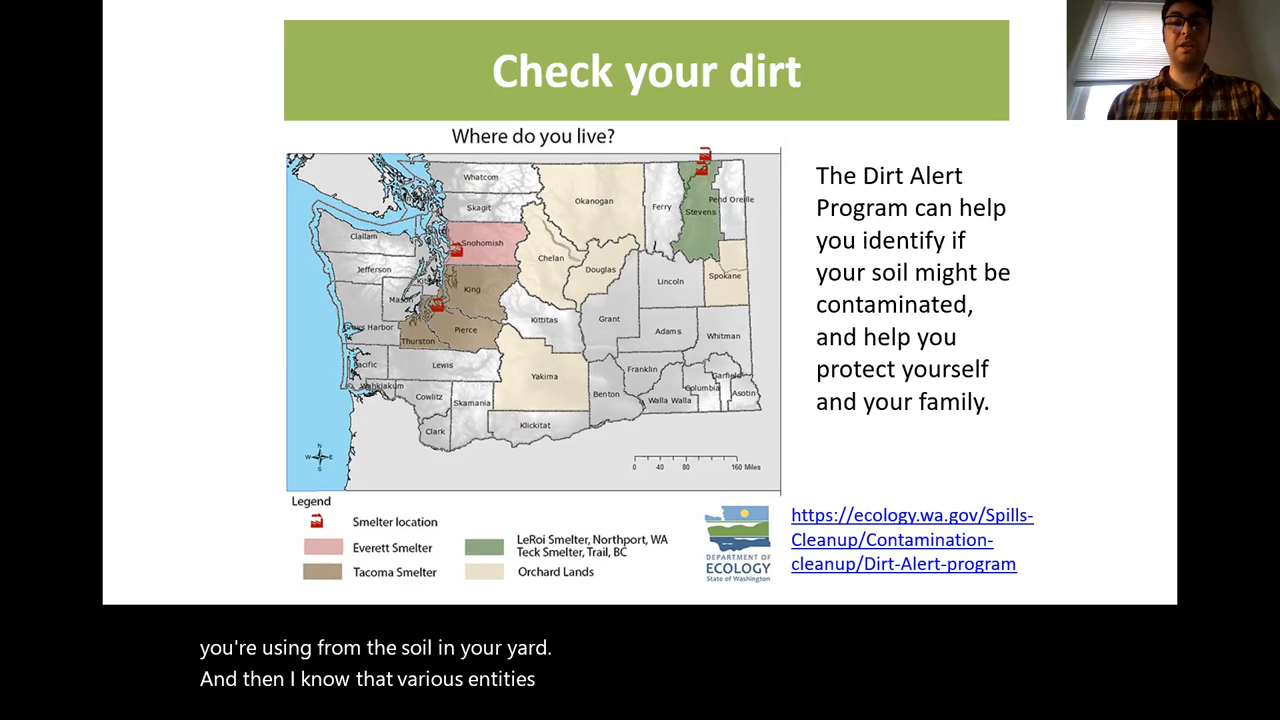 Check your dirt
Where do you live?
Whatcom
Skagit
Okanogan
Ferry
Pend Oreille
Stevens
Clallam
Snohomish
Chelan
Douglas
Jefferson
King
Lincoln
Spokane
Mason
Kittitas
Grant
Grays Harbor
Pierce
Adams
Whitman
Thurston
Pacific
Lewis
Yakima
Franklin
Garfield
Wahkiakum
Cowlitz
Skamania
Benton
Walla Walla
Columbia
Asotin
Clark
Klickitat
N
W E
S
0 40 80 160 Miles
The Dirt Alert
Program can help
you identify if
your soil might be
contaminated,
and help you
protect yourself
and your family.
Legend
Smelter location
Everett Smelter
Tacoma Smelter
LeRoi Smelter, Northport, WA
Teck Smelter, Trail, BC
Orchard Lands
DEPARTMENT OF
ECOLOGY
State of Washington
https://ecology.wa.gov/Spills-
Cleanup/Contamination-
cleanup/Dirt-Alert-program
you're using from the soil in your yard.
And then I know that various entities